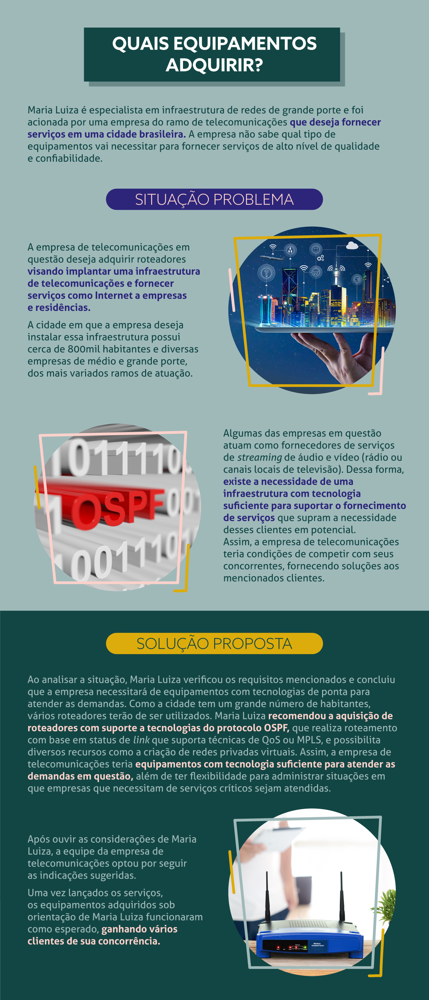 QUAIS EQUIPAMENTOS
ADQUIRIR?
Maria Luiza é especialista em infraestrutura de redes de grande porte e foi
acionada por uma empresa do ramo de telecomunicações que deseja fornecer
serviços em uma cidade brasileira. A empresa não sabe qual tipo de
equipamentos vai necessitar para fornecer serviços de alto nível de qualidade
e confiabilidade.
SITUAÇÃO PROBLEMA
A empresa de telecomunicações em
questão deseja adquirir roteadores
visando implantar uma infraestrutura
de telecomunicações e fornecer
serviços como Internet a empresas
e residências.
A cidade em que a empresa deseja
instalar essa infraestrutura possui
cerca de 800mil habitantes e diversas
empresas de médio e grande porte,
dos mais variados ramos de atuação.
1011110
1 OSPF 00
10011110
Algumas das empresas em questão
atuam como fornecedores de serviços
de streaming de áudio e vídeo (rádio ou
canais locais de televisão). Dessa forma,
existe a necessidade de uma
infraestrutura com tecnologia
suficiente para suportar o fornecimento
de serviços que supram a necessidade
desses clientes em potencial.
Assim, a empresa de telecomunicações
teria condições de competir com seus
concorrentes, fornecendo soluções aos
mencionados clientes.
SOLUÇÃO PROPOSTA
Ao analisar a situação, Maria Luiza verificou os requisitos mencionados e concluiu
que a empresa necessitará de equipamentos com tecnologias de ponta para
atender as demandas. Como a cidade tem um grande número de habitantes,
vários roteadores terão de ser utilizados. Maria Luiza recomendou a aquisição de
roteadores com suporte a tecnologias do protocolo OSPF, que realiza roteamento
com base em status de link que suporta técnicas de QoS ou MPLS, e possibilita
diversos recursos como a criação de redes privadas virtuais. Assim, a empresa de
telecomunicações teria equipamentos com tecnologia suficiente para atender as
demandas em questão, além de ter flexibilidade para administrar situações em
que empresas que necessitam de serviços críticos sejam atendidas.
Após ouvir as considerações de Maria
Luiza, a equipe da empresa de
telecomunicações optou por seguir
as indicações sugeridas.
Uma vez lançados os serviços,
os equipamentos adquiridos sob
orientação de Maria Luiza funcionaram
como esperado, ganhando vários
clientes de sua concorrência.
Wireless
Broadband Router